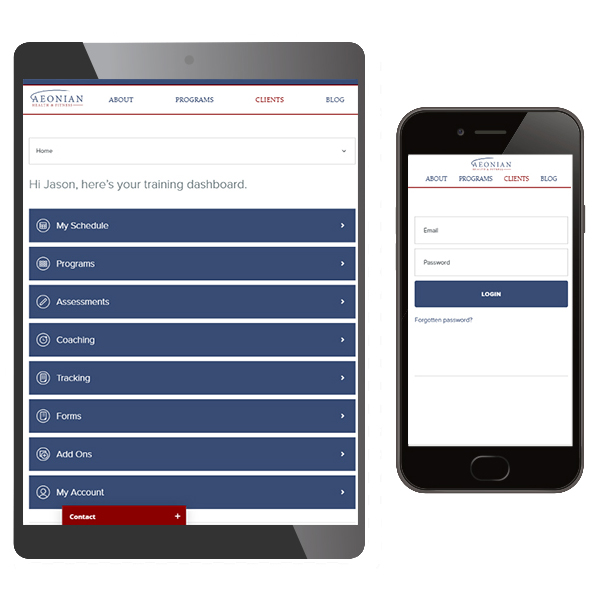 AEONIAN
HEALTH & FITNESS
ABOUT PROGRAMS CLIENTS BLOG
Home
Hi Jason, here's your training dashboard.
My Schedule
Programs
Assessments
Coaching
Tracking
Forms
Add Ons
My Account
Contact +
AEONIAN
HEALTH & FITNESS
ABOUT PROGRAMS CLIENTS BLOG
Email
Password
LOGIN
Forgotten password?